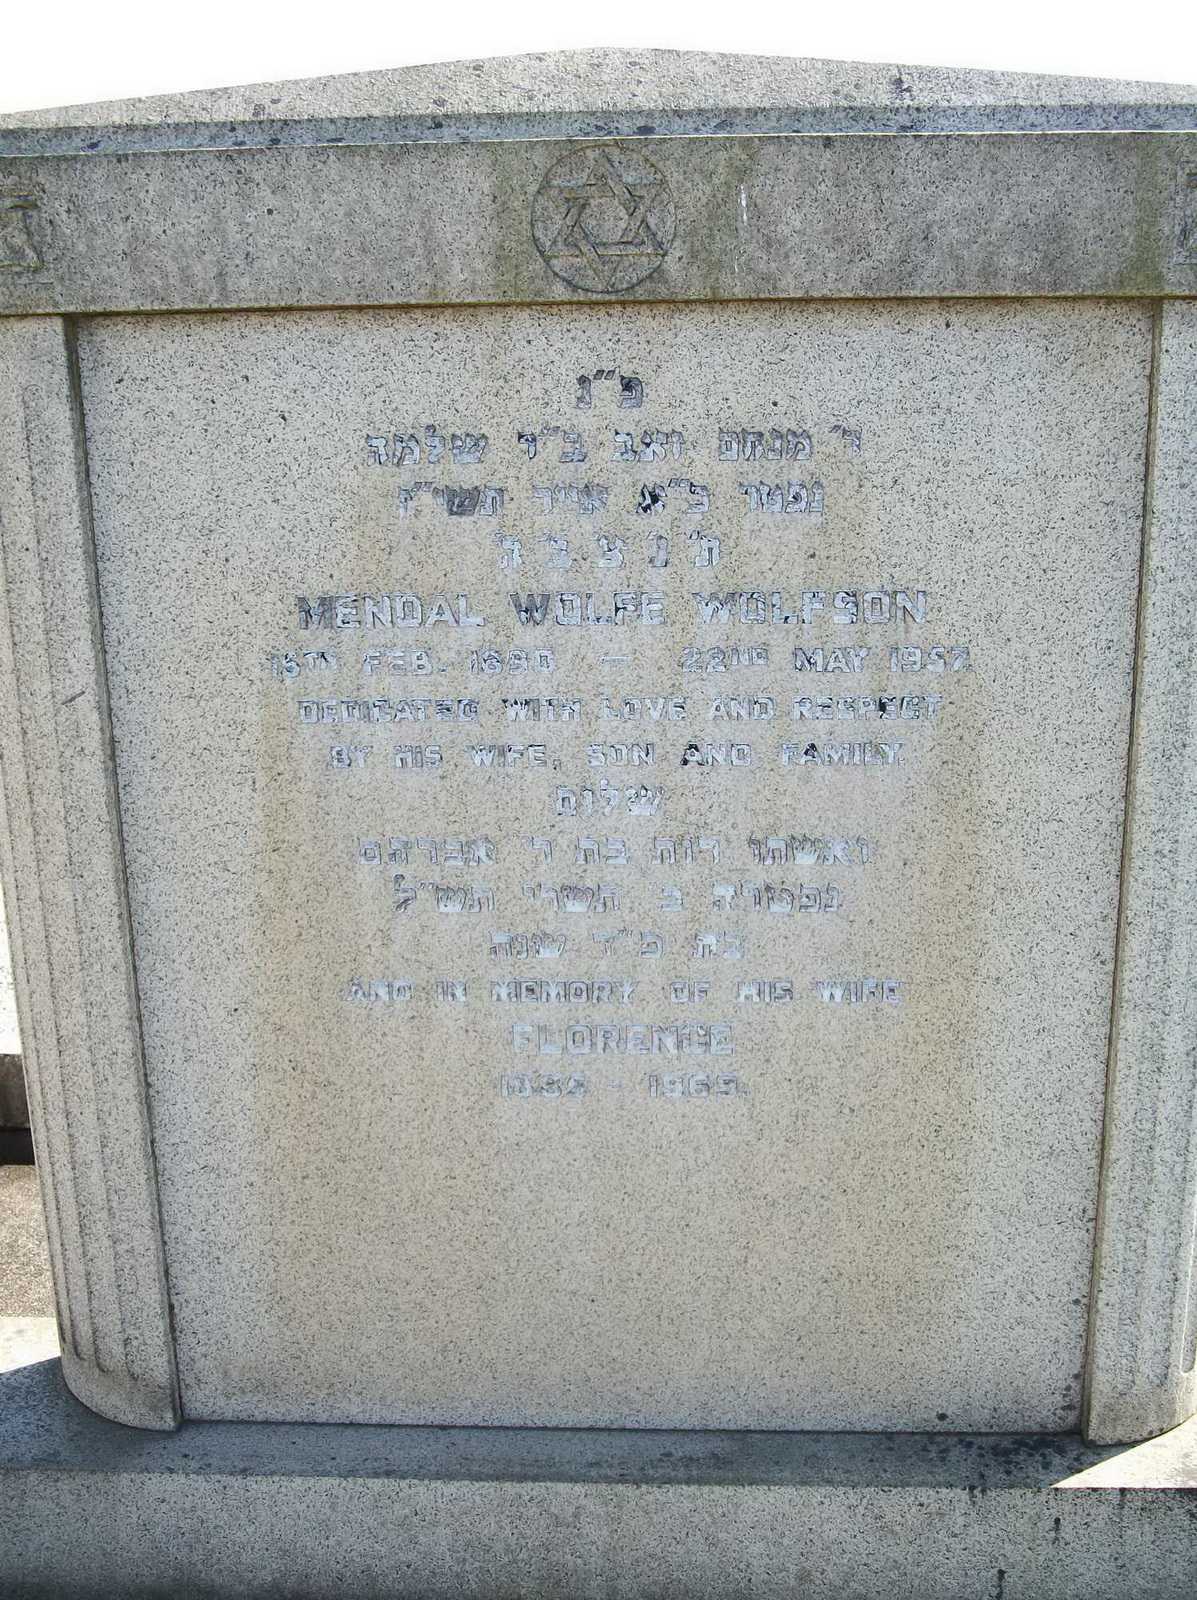 פ״נ
ר׳ מנחם זאב ב״ר שלמה
נפטר כ״א אייר תשי״ז
ת׳ נ׳ צ׳ ב׳ ה׳
MENDAL WOLFE WOLFSON
15TH FEB. — 22ND MAY 1957
DEDICATED WITH LOVE AND RESPECT
BY HIS WIFE, SON AND FAMILY.
שלום
ואשתו רות בת ר׳ אברהם
נפטרה ב׳ תשרי תש״ל
בת פ״ד שנה
AND IN MEMORY OF HIS WIFE
FLORENCE
1885 - 1969.